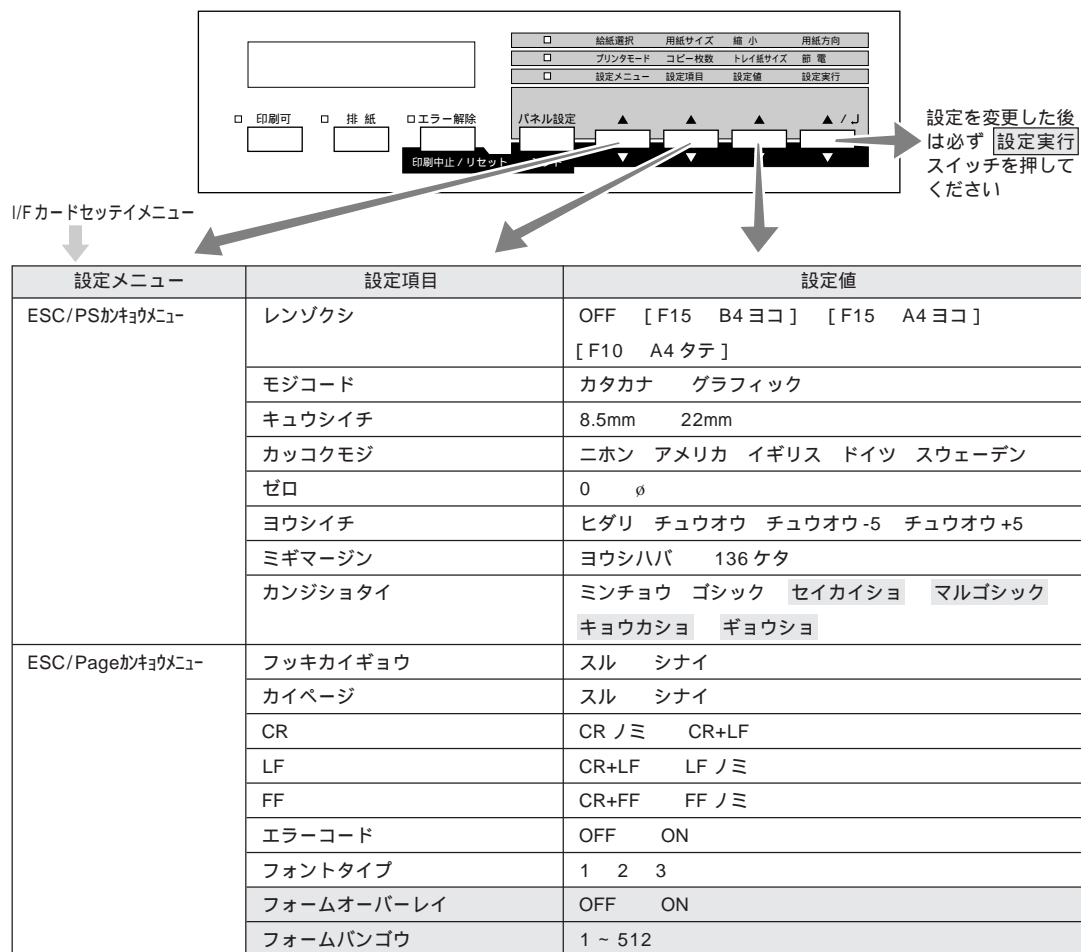 給紙選択 用紙サイズ 縮 小 用紙方向
プリンタモード コピー枚数 トレイ紙サイズ 節 電
設定メニュー 設定項目 設定値 設定実行
印刷可 排 紙 エラー解除 パネル設定 ▲ ▲ ▲ ▲ / ↲
印刷中止 / リセット
▼ ▼ ▼
設定を変更した後
は必ず 設定実行
スイッチを押して
ください
I/Fカードセッテイメニュー
設定メニュー 設定項目 設定値
ESC/PSｶﾝｷｮｳﾒﾆｭｰ レンゾクシ OFF [ F15 B4 ヨコ ] [ F15 A4 ヨコ ]
[ F10 A4 タテ ]
モジコード カタカナ グラフィック
キュウシイチ 8.5mm 22mm
カッコクモジ ニホン アメリカ イギリス ドイツ スウェーデン
ゼロ 0 ø
ヨウシイチ ヒダリ チュウオウ チュウオウ -5 チュウオウ +5
ミギマージン ヨウシハバ 136 ケタ
カンジショタイ ミンチョウ ゴシック セイカイショ マルゴシック
キョウカショ ギョウショ
ESC/Pageｶﾝｷｮｳﾒﾆｭｰ フッキカイギョウ スル シナイ
カイページ スル シナイ
CR CR ノミ CR+LF
LF CR+LF LF ノミ
FF CR+FF FF ノミ
エラーコード OFF ON
フォントタイプ 1 2 3
フォームオーバーレイ OFF ON
フォームバンゴウ 1 ~ 512